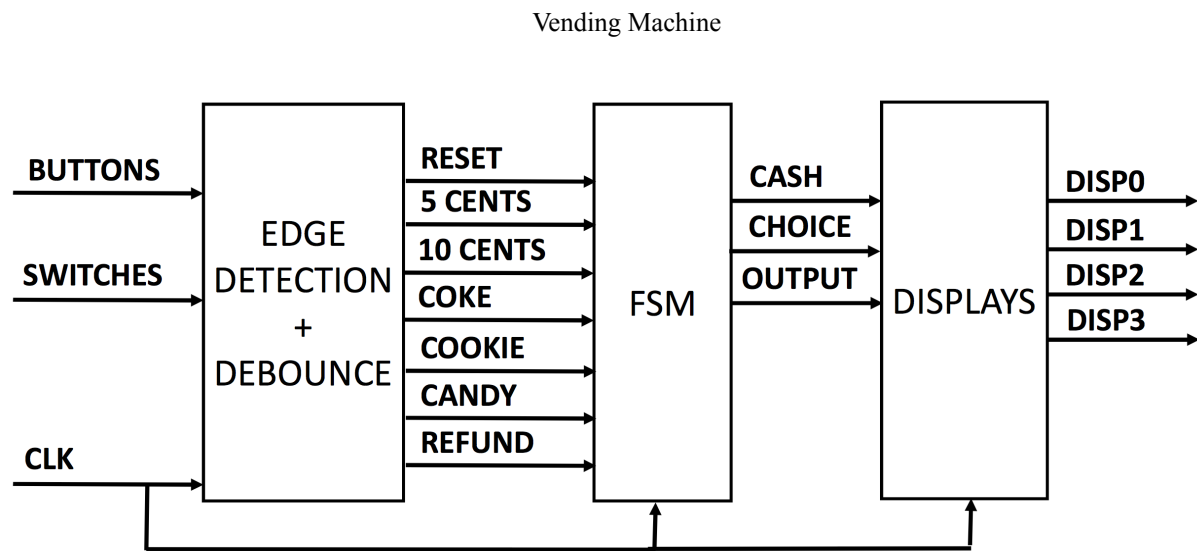 Vending Machine
BUTTONS
SWITCHES
CLK
EDGE
DETECTION
+
DEBOUNCE
RESET
5 CENTS
10 CENTS
COKE
COOKIE
CANDY
REFUND
FSM
CASH
CHOICE
OUTPUT
DISPLAYS
DISP0
DISP1
DISP2
DISP3